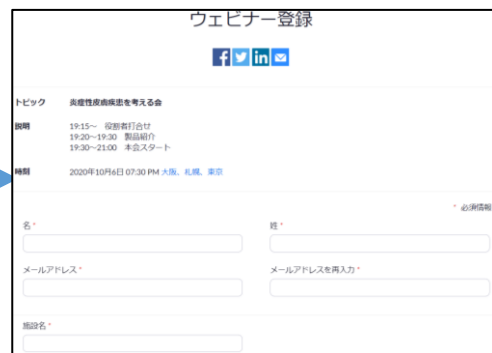 ウェビナー登録
トピック 炎症性皮膚疾患を考える会
説明 19:15~ 役割者打合せ
19:20~19:30 製品紹介
19:30~21:00 本会スタート
時刻 2020年10月6日 07:30 PM 大阪、札幌、東京
* 必須情報
名 * 姓 *
メールアドレス * メールアドレスを再入力 *
施設名 *